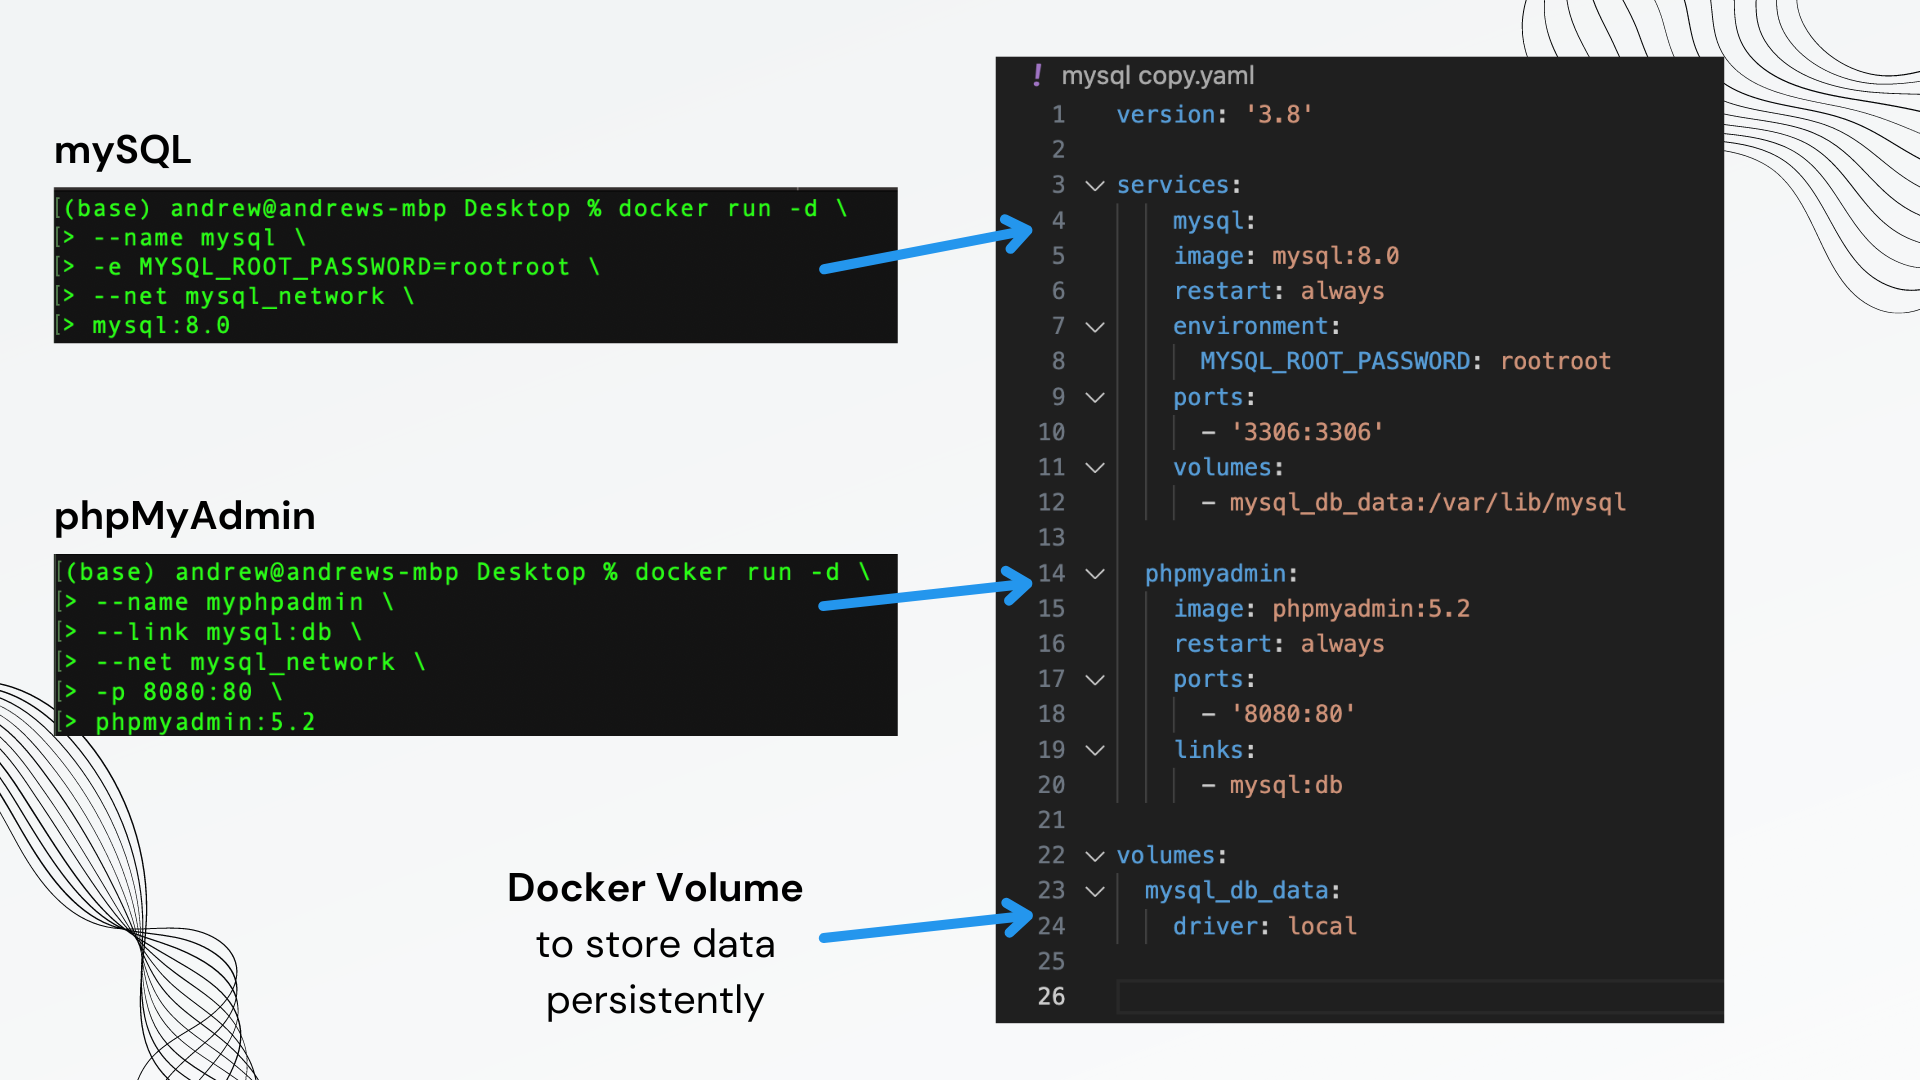 mySQL
[(base) andrew@andrews-mbp Desktop % docker run -d \
[> --name mysql \
[> -e MYSQL_ROOT_PASSWORD=rootroot \
[> --net mysql_network \
[> mysql:8.0
phpMyAdmin
[(base) andrew@andrews-mbp Desktop % docker run -d \
[> --name myphpadmin \
[> --link mysql:db \
[> --net mysql_network \
[> -p 8080:80 \
[> phpmyadmin:5.2
Docker Volume
to store data
persistently
! mysql copy.yaml
1 version: '3.8'
2
3 services:
4     mysql:
5     image: mysql:8.0
6     restart: always
7     environment:
8       MYSQL_ROOT_PASSWORD: rootroot
9     ports:
10       - '3306:3306'
11     volumes:
12       - mysql_db_data:/var/lib/mysql
13
14   phpmyadmin:
15     image: phpmyadmin:5.2
16     restart: always
17     ports:
18       - '8080:80'
19     links:
20       - mysql:db
21
22 volumes:
23   mysql_db_data:
24     driver: local
25
26